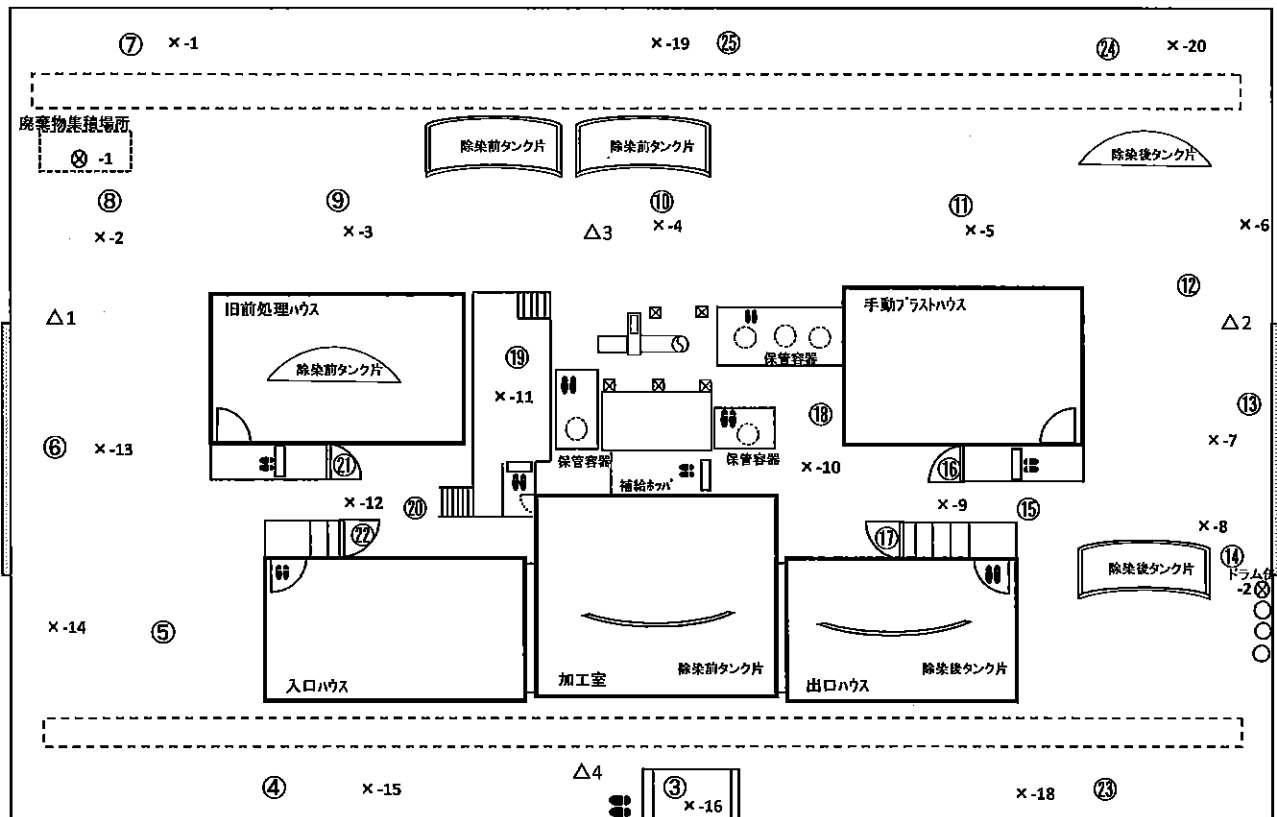 ⑦ ×-1 ×-19 ㉕ ㉔ ×-20
廃棄物集積場所
⊗ -1
除染前タンク片 除染前タンク片 除染後タンク片
⑧ ⑨ ⑩ ⑪
×-2 ×-3 △3 ×-4 ×-5 ×-6
⑫
旧前処理ハウス 手動ブラストハウス
△1 △2
保管容器
⑲
除染前タンク片
×-11 ⑱ ⑬
⑥ ×-13 ×-7
保管容器 保管容器
㉑ ×-10 ⑯
補給ホッパ
×-12 ⑳ ×-9 ⑮
㉒ ⑰ ×-8
⑭
除染後タンク片
ドラム缶
-2⊗
×-14 ⑤
除染前タンク片 除染後タンク片
入口ハウス 加工室 出口ハウス
△4
④ ×-15 ③ ×-18 ㉓
×-16